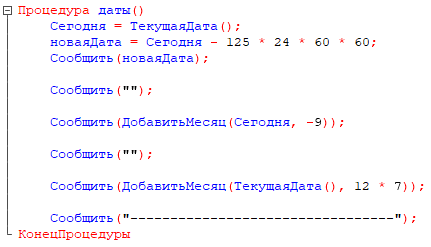 Процедура даты()
Сегодня = ТекущаяДата();
новаяДата = Сегодня - 125 * 24 * 60 * 60;
Сообщить(новаяДата);
Сообщить("");
Сообщить(ДобавитьМесяц(Сегодня, -9));
Сообщить("");
Сообщить(ДобавитьМесяц(ТекущаяДата(), 12 * 7));
Сообщить("---------------------------------");
КонецПроцедуры